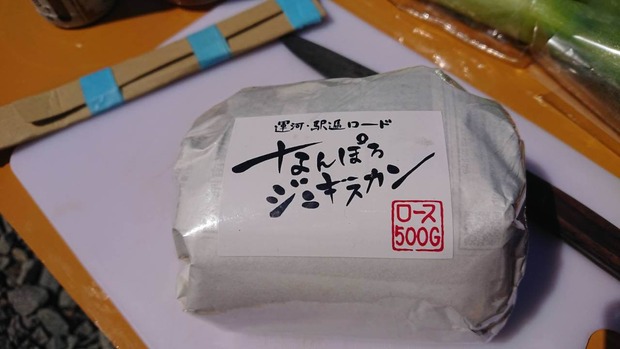 運河・駅逓ロード
なんぽろ
ジンギスカン
ロース
500G